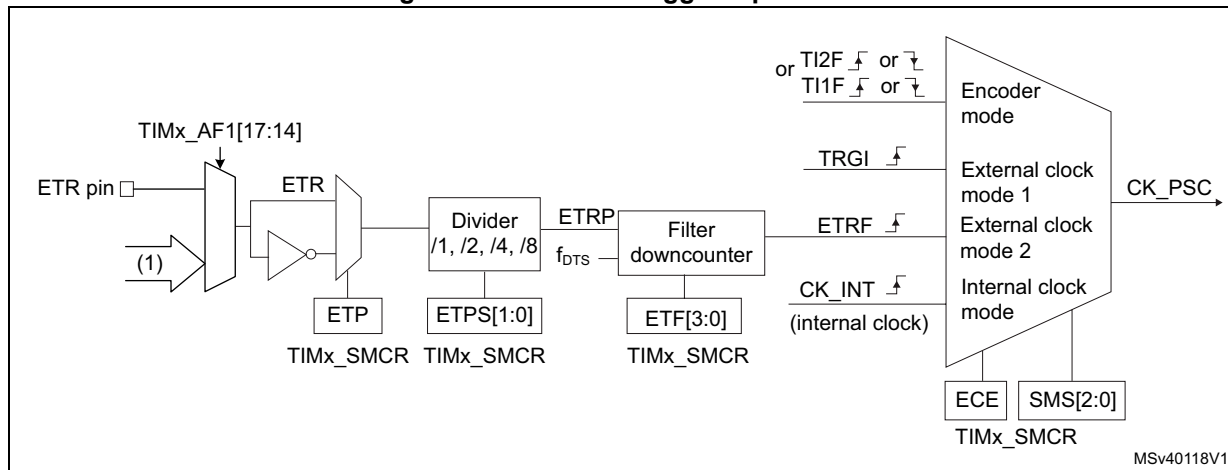 or TI2F or
TI1F or
Encoder
mode
TIMx_AF1[17:14]
TRGI
ETR pin
ETR
External clock
mode 1
CK_PSC
Divider
/1, /2, /4, /8
ETRP
Filter
downcounter
ETRF
External clock
mode 2
(1)
fDTS
CK_INT
(internal clock)
Internal clock
mode
ETP
ETPS[1:0]
ETF[3:0]
TIMx_SMCR
TIMx_SMCR
TIMx_SMCR
ECE
SMS[2:0]
TIMx_SMCR
MSv40118V1